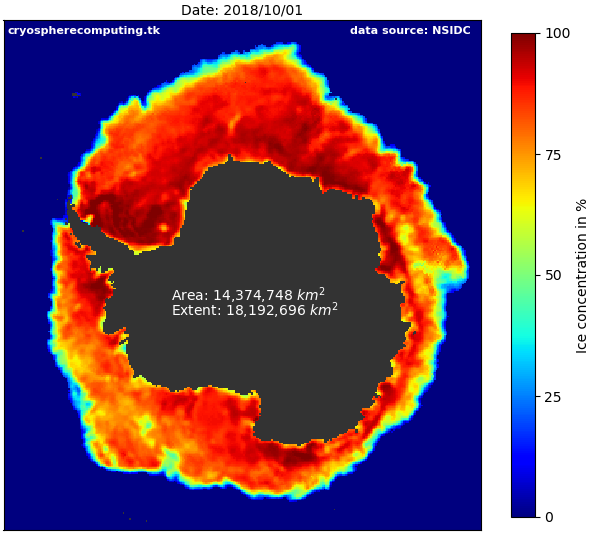 Date: 2018/10/01
cryospherecomputing.tk
data source: NSIDC
Area: 14,374,748 km²
Extent: 18,192,696 km²
100
75
50
25
0
Ice concentration in %